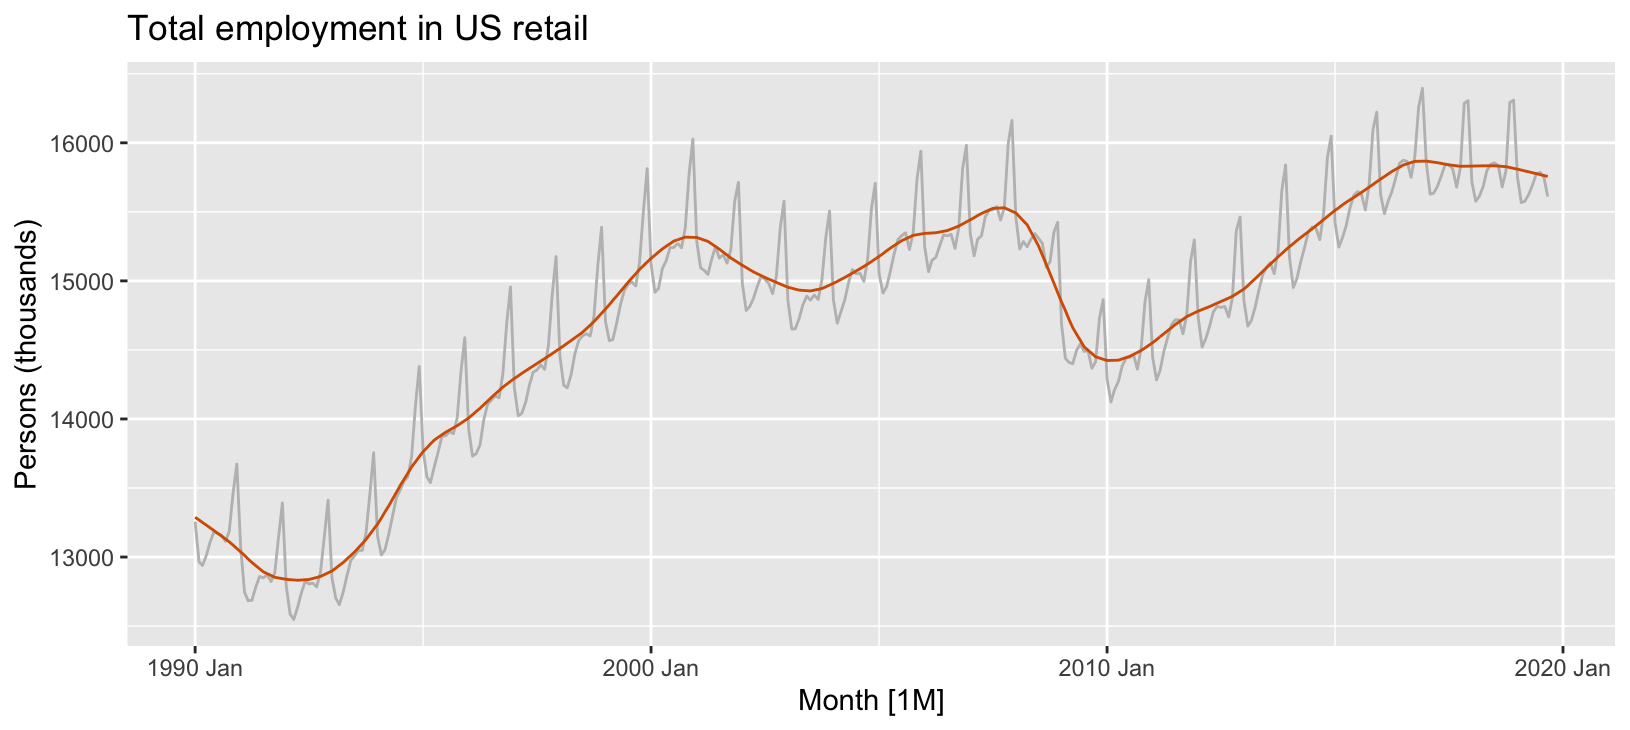 Total employment in US retail
Persons (thousands)
16000
15000
14000
13000
1990 Jan
2000 Jan
2010 Jan
2020 Jan
Month [1M]